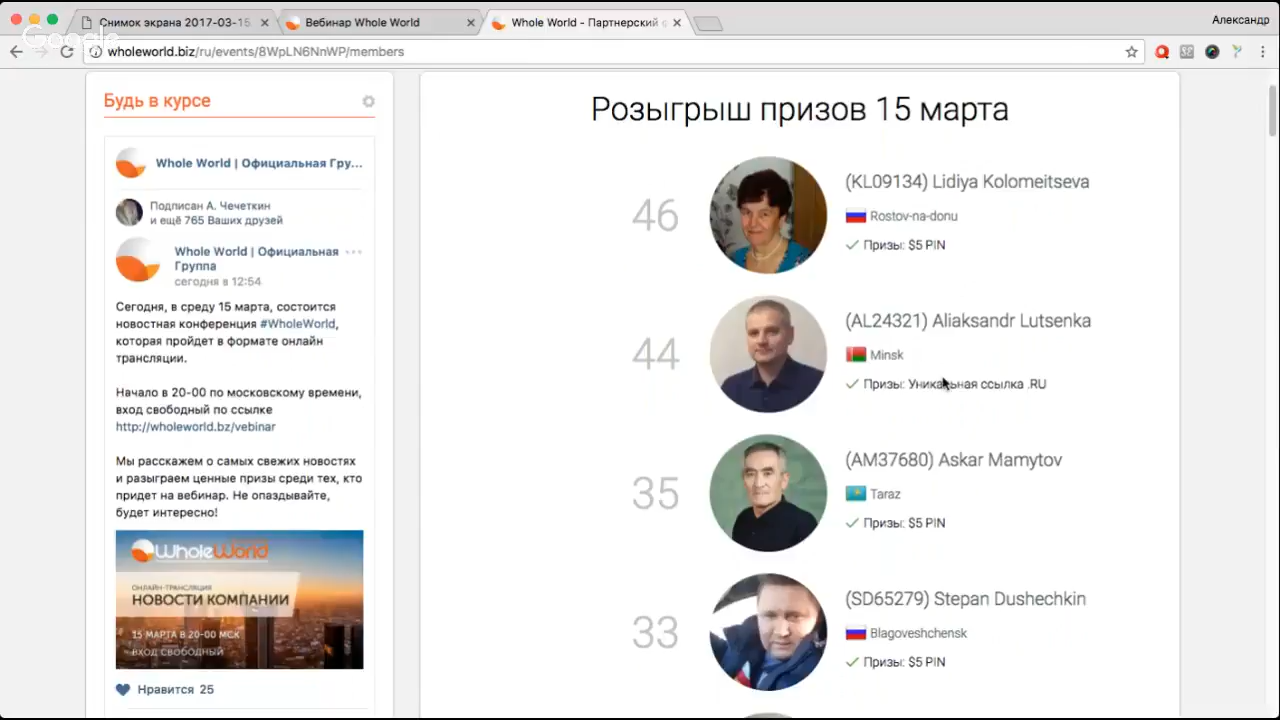 Снимок экрана 2017-03-15
Вебинар Whole World
Whole World - Партнерский о
Александр
Google
wholeworld.biz/ru/events/8WpLN6NnWP/members
Будь в курсе
Whole World | Официальная Гру...
Подписан А. Чечеткин
и ещё 765 Ваших друзей
Whole World | Официальная
Группа
сегодня в 12:54
Сегодня, в среду 15 марта, состоится
новостная конференция #WholeWorld,
которая пройдет в формате онлайн
трансляции.
Начало в 20-00 по московскому времени,
вход свободный по ссылке
http://wholeworld.bz/vebinar
Мы расскажем о самых свежих новостях
и разыграем ценные призы среди тех, кто
придет на вебинар. Не опаздывайте,
будет интересно!
WholeWorld
ОНЛАЙН-ТРАНСЛЯЦИЯ
НОВОСТИ КОМПАНИИ
15 МАРТА В 20-00 МСК
ВХОД СВОБОДНЫЙ
Нравится 25
Розыгрыш призов 15 марта
46
(KL09134) Lidiya Kolomeitseva
Rostov-na-donu
Призы: $5 PIN
44
(AL24321) Aliaksandr Lutsenka
Minsk
Призы: Уникальная ссылка .RU
35
(AM37680) Askar Mamytov
Taraz
Призы: $5 PIN
33
(SD65279) Stepan Dushechkin
Blagoveshchensk
Призы: $5 PIN